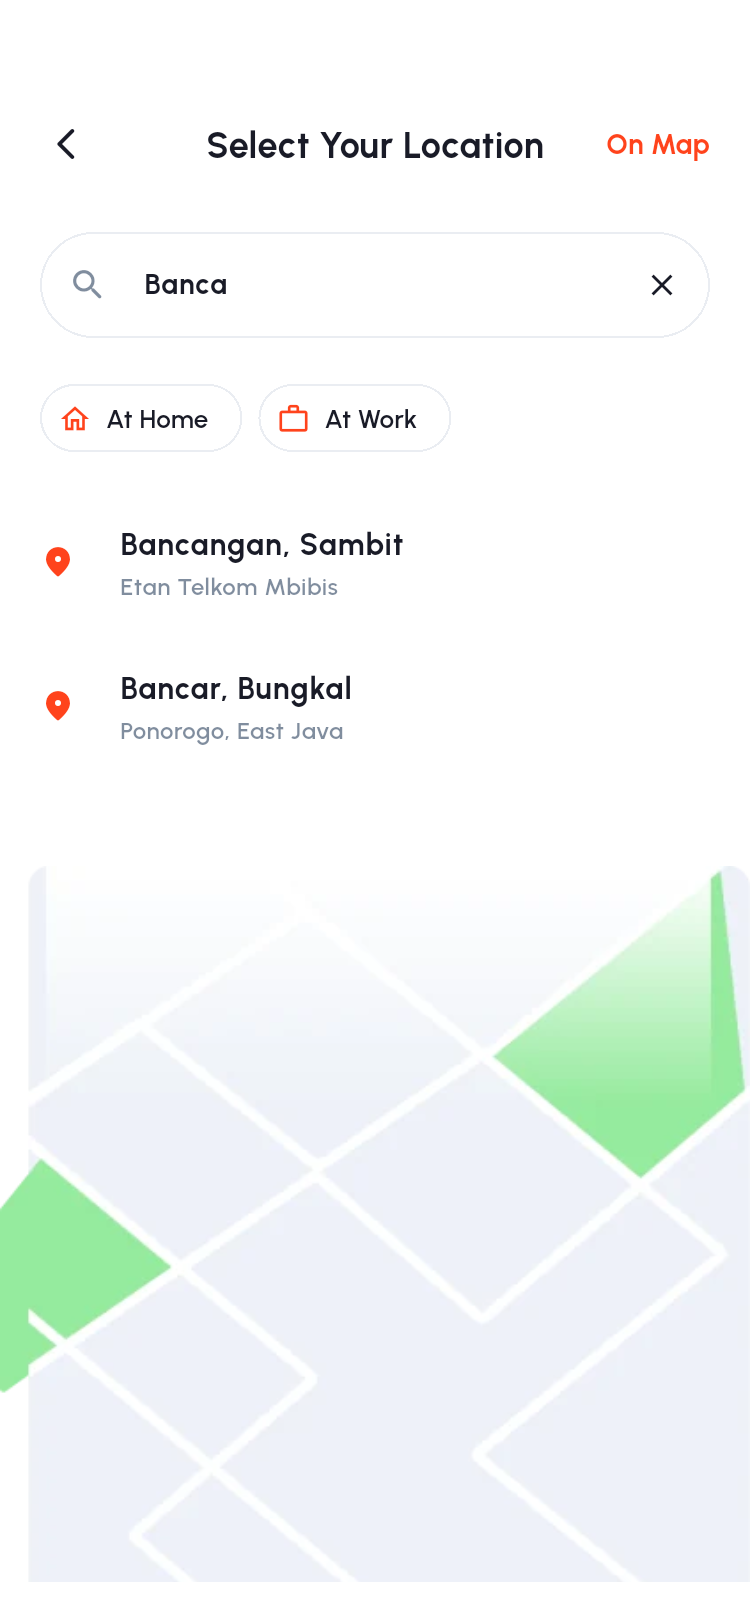 Select Your Location
On Map
Banca
At Home
At Work
Bancangan, Sambit
Etan Telkom Mbibis
Bancar, Bungkal
Ponorogo, East Java